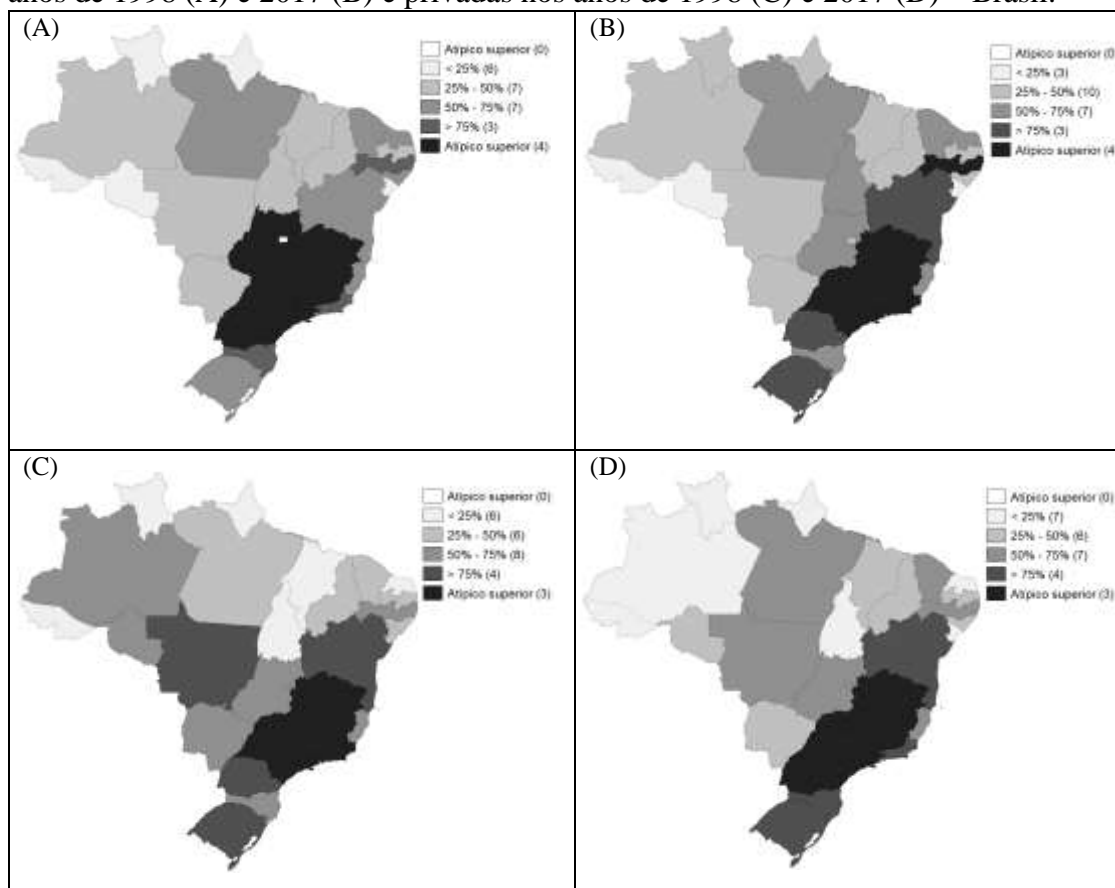 anos de 1996 (A) e 2017 (B) e privadas nos anos de 1996 (C) e 2017 (D) – Brasil.
(A)
Atípico superior (0)
< 25% (6)
25% - 50% (7)
50% - 75% (7)
> 75% (3)
Atípico superior (4)
(B)
Atípico superior (0
< 25% (3)
25% - 50% (10)
50% - 75% (7)
> 75% (3)
Atípico superior (4
(C)
Atípico superior (0)
< 25% (6)
25% - 50% (6)
50% - 75% (8)
> 75% (4)
Atípico superior (3)
(D)
Atípico superior (0)
< 25% (7)
25% - 50% (6)
50% - 75% (7)
> 75% (4)
Atípico superior (3)